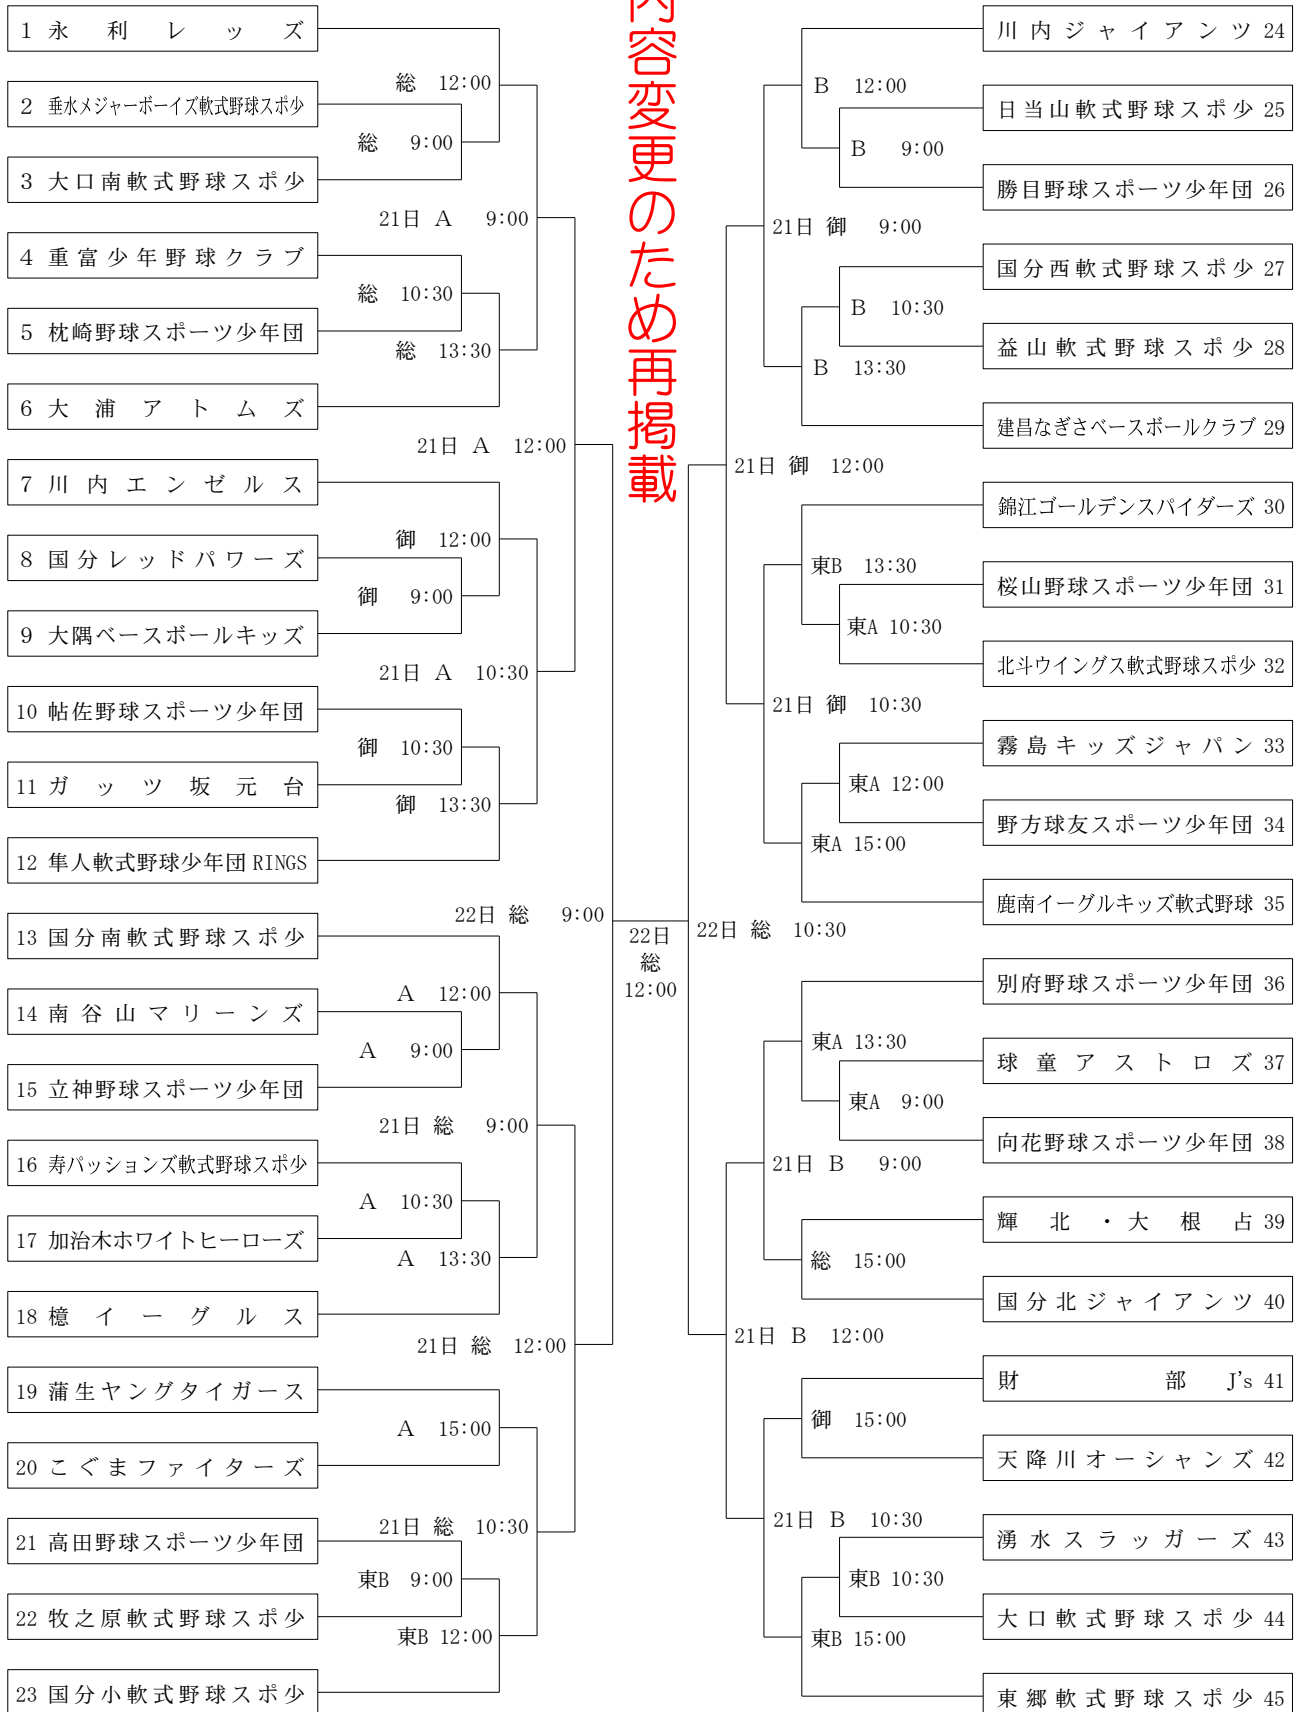 内容変更のため再掲載
1 永利レッズ
総 12:00
2 垂水メジャーボーイズ軟式野球スポ少
総 9:00
3 大口南軟式野球スポ少
21日 A 9:00
4 重富少年野球クラブ
総 10:30
5 枕崎野球スポーツ少年団
総 13:30
6 大浦アトムズ
21日 A 12:00
7 川内エンゼルス
御 12:00
8 国分レッドパワーズ
御 9:00
9 大隅ベースボールキッズ
21日 A 10:30
10 帖佐野球スポーツ少年団
御 10:30
11 ガッツ坂元台
御 13:30
12 隼人軟式野球少年団RINGS
22日 総 9:00
13 国分南軟式野球スポ少
A 12:00
14 南谷山マリーンズ
A 9:00
15 立神野球スポーツ少年団
21日 総 9:00
16 寿パッションズ軟式野球スポ少
A 10:30
17 加治木ホワイトヒーローズ
A 13:30
18 檍イーグルス
21日 総 12:00
19 蒲生ヤングタイガース
A 15:00
20 こぐまファイターズ
21日 総 10:30
21 高田野球スポーツ少年団
東B 9:00
22 牧之原軟式野球スポ少
東B 12:00
23 国分小軟式野球スポ少
22日
総
12:00
川内ジャイアンツ 24
B 12:00
日当山軟式野球スポ少 25
B 9:00
勝目野球スポーツ少年団 26
21日 御 9:00
国分西軟式野球スポ少 27
B 10:30
益山軟式野球スポ少 28
B 13:30
建昌なぎさベースボールクラブ 29
21日 御 12:00
錦江ゴールデンスパイダーズ 30
東B 13:30
桜山野球スポーツ少年団 31
東A 10:30
北斗ウイングス軟式野球スポ少 32
21日 御 10:30
霧島キッズジャパン 33
東A 12:00
野方球友スポーツ少年団 34
東A 15:00
鹿南イーグルキッズ軟式野球 35
22日 総 10:30
別府野球スポーツ少年団 36
東A 13:30
球童アストロズ 37
東A 9:00
向花野球スポーツ少年団 38
21日 B 9:00
輝北・大根占 39
総 15:00
国分北ジャイアンツ 40
21日 B 12:00
財部J's 41
御 15:00
天降川オーシャンズ 42
21日 B 10:30
湧水スラッガーズ 43
東B 10:30
大口軟式野球スポ少 44
東B 15:00
東郷軟式野球スポ少 45